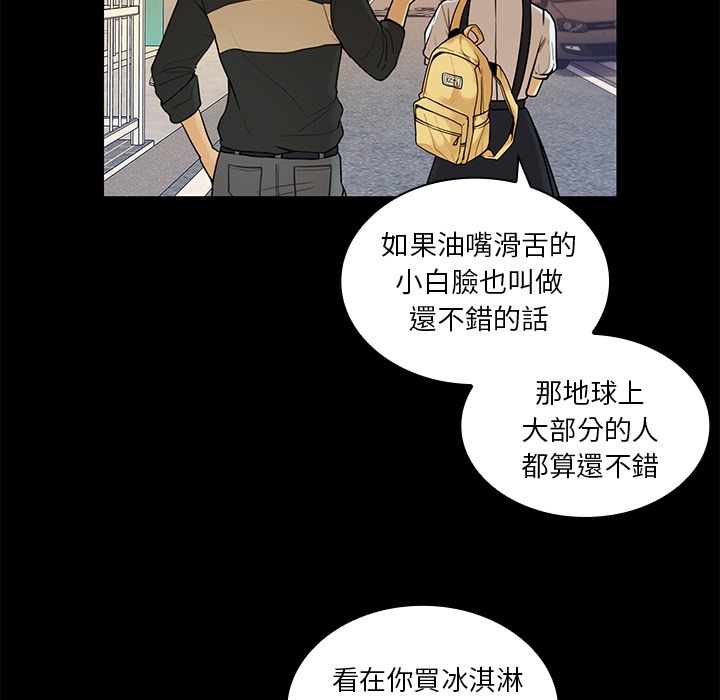 如果油嘴滑舌的
小白臉也叫做
還不錯的話
那地球上
大部分的人
都算還不錯
看在你買冰淇淋